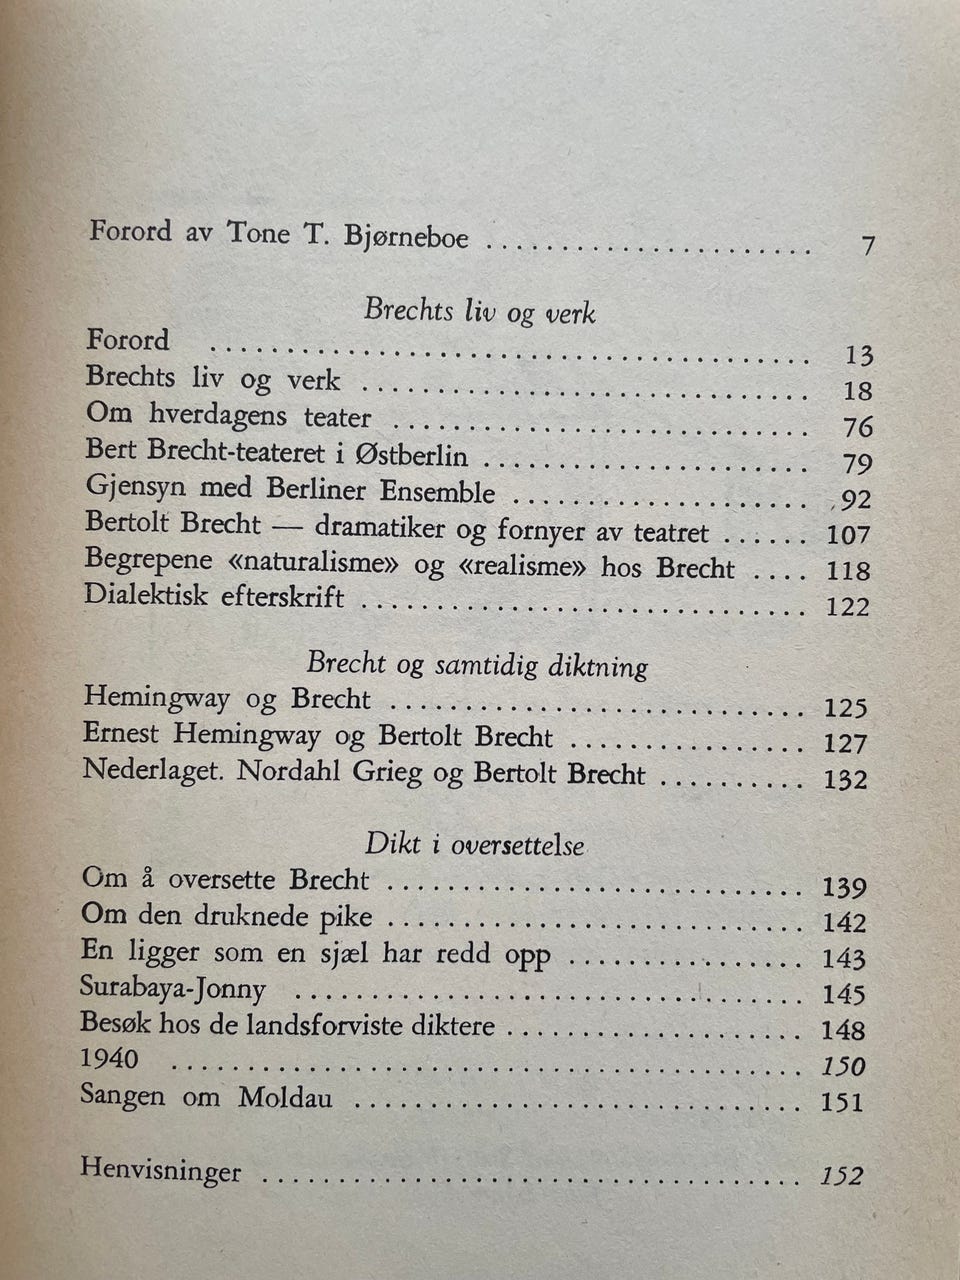 Forord av Tone T. Bjørneboe ...................... 7
Brechts liv og verk
Forord ........................................ 13
Brechts liv og verk .............................. 18
Om hverdagens teater ............................ 76
Bert Brecht-teateret i Østberlin ...................... 79
Gjensyn med Berliner Ensemble .................... 92
Bertolt Brecht — dramatiker og fornyer av teatret ...... 107
Begrepene «naturalisme» og «realisme» hos Brecht .... 118
Dialektisk efterskrift .............................. 122
Brecht og samtidig diktning
Hemingway og Brecht ............................ 125
Ernest Hemingway og Bertolt Brecht ................ 127
Nederlaget. Nordahl Grieg og Bertolt Brecht .......... 132
Dikt i oversettelse
Om å oversette Brecht ............................ 139
Om den druknede pike ............................ 142
En ligger som en sjæl har redd opp ................ 143
Surabaya-Jonny .................................. 145
Besøk hos de landsforviste diktere .................... 148
1940 .......................................... 150
Sangen om Moldau .............................. 151
Henvisninger .................................... 152